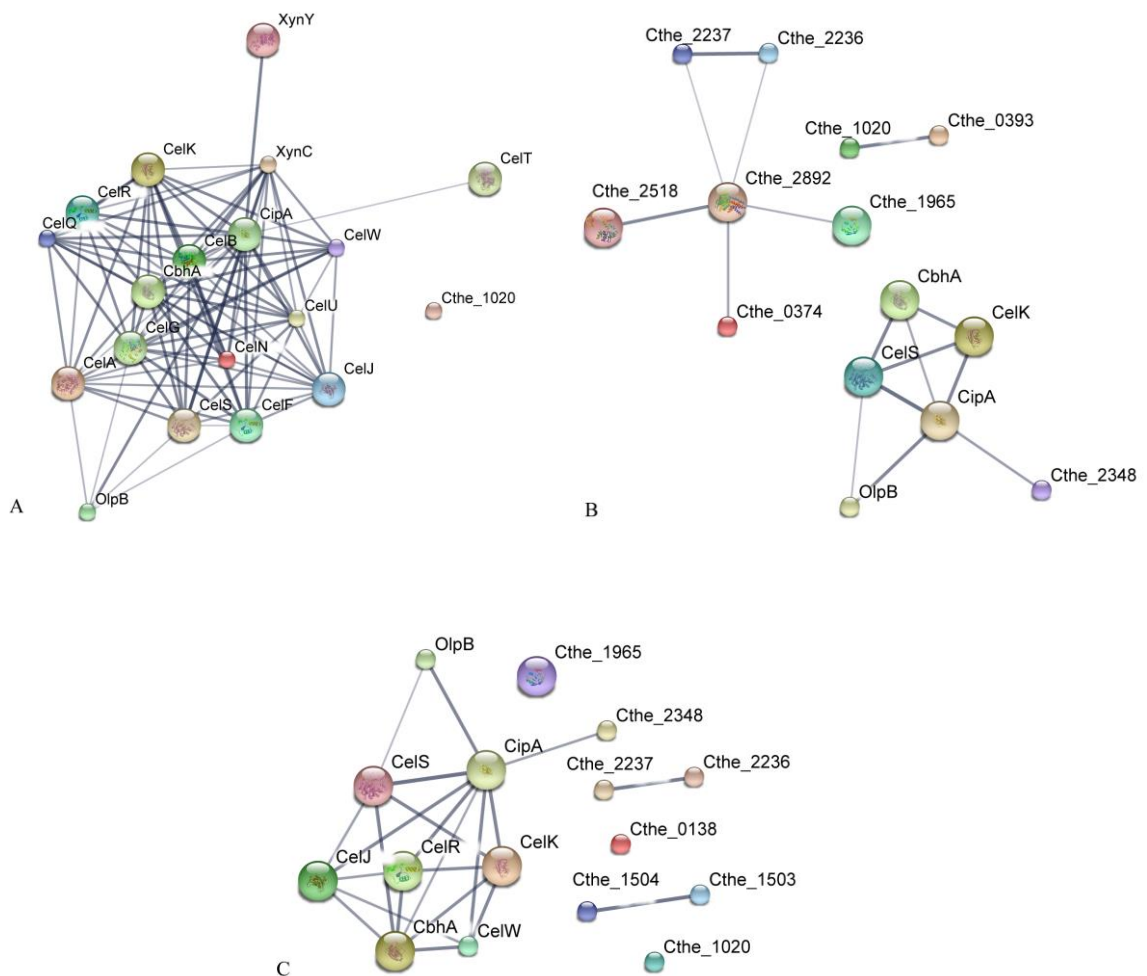 XynY
Cthe_2237
Cthe_2236
CelK
XynC
CelT
Cthe_1020
Cthe_0393
CelR
CipA
Cthe_2518
Cthe_2892
Cthe_1965
CelQ
CelB
CelW
CbhA
CelU
Cthe_1020
CelG
CelN
CelA
CelJ
CelS
CelF
OlpB
A
Cthe_0374
CbhA
CelK
CelS
CipA
OlpB
Cthe_2348
B
OlpB
Cthe_1965
Cthe_2348
CipA
CelS
Cthe_2237
Cthe_2236
CelJ
CelR
CelK
Cthe_0138
Cthe_1504
Cthe_1503
CbhA
CelW
Cthe_1020
C